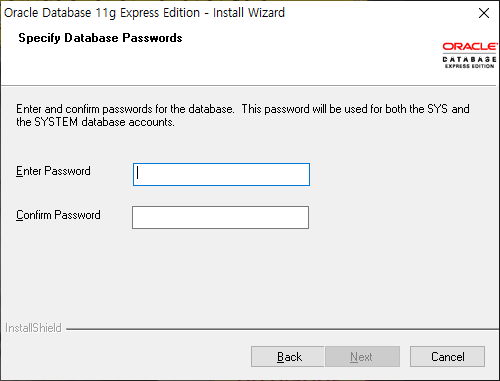 Oracle Database 11g Express Edition - Install Wizard
Specify Database Passwords
ORACLE
DATABASE
EXPRESS EDITION
Enter and confirm passwords for the database. This password will be used for both the SYS and
the SYSTEM database accounts.
Enter Password
Confirm Password
InstallShield
Back
Next
Cancel